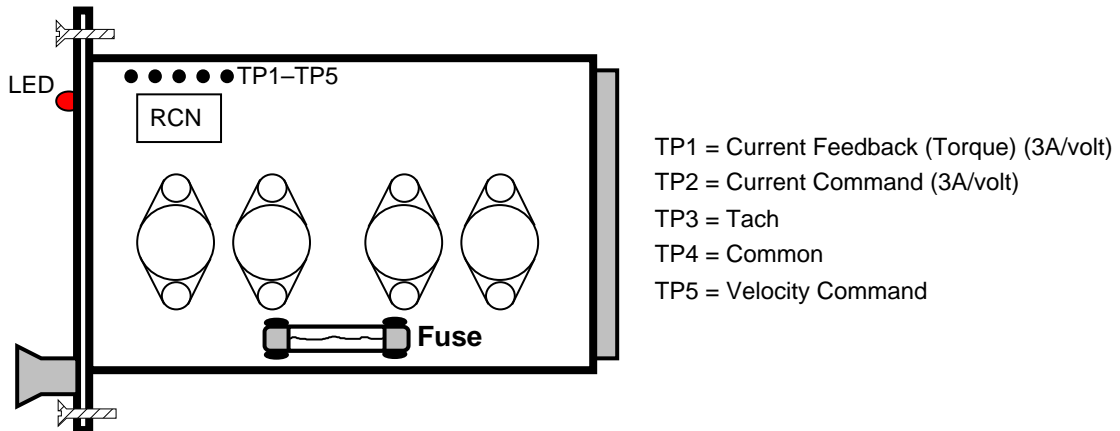 LED
TP1–TP5
RCN
Fuse
TP1 = Current Feedback (Torque) (3A/volt)
TP2 = Current Command (3A/volt)
TP3 = Tach
TP4 = Common
TP5 = Velocity Command